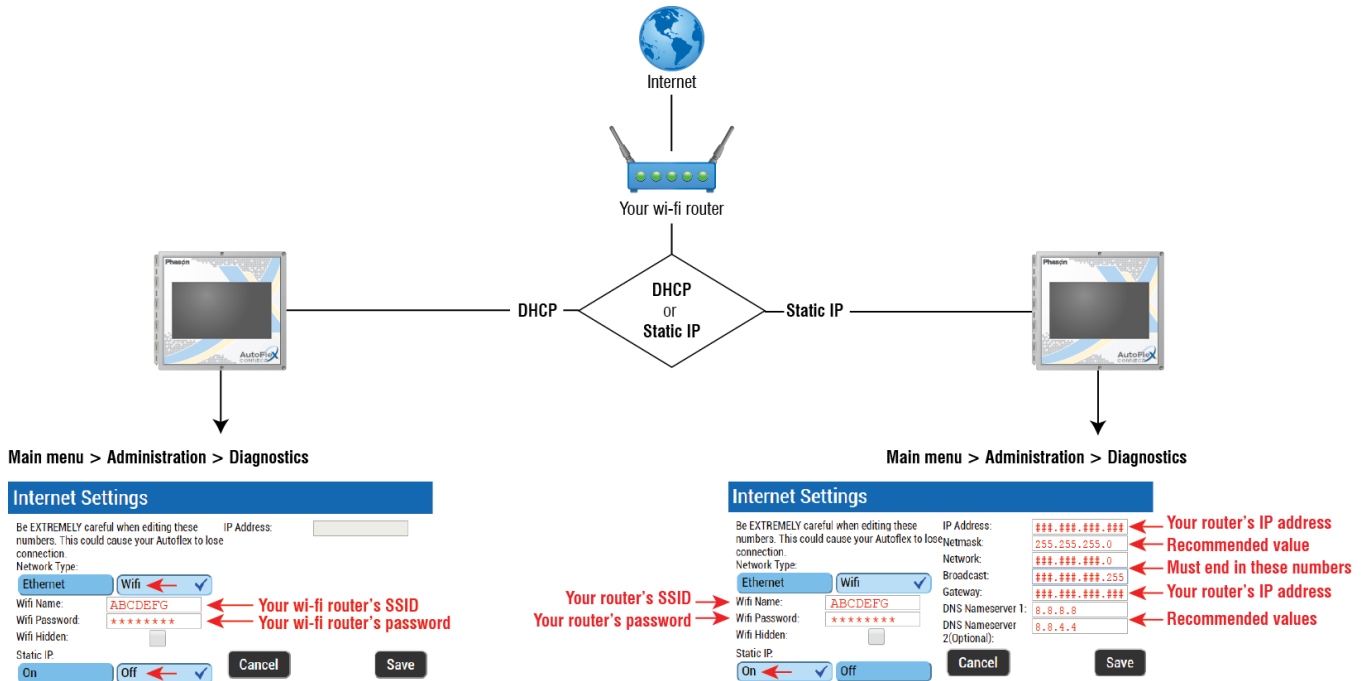 Internet
Your wi-fi router
DHCP
or
Static IP
DHCP
Static IP
Phason
AutoFlex
CONNECT
Phason
AutoFlex
CONNECT
Main menu > Administration > Diagnostics
Internet Settings
Be EXTREMELY careful when editing these
numbers. This could cause your Autoflex to lose
connection.
IP Address:
Network Type:
Ethernet
Wifi
Wifi Name:
ABCDEFG
Your wi-fi router's SSID
Wifi Password:
********
Your wi-fi router's password
Wifi Hidden:
Static IP:
On
Off
Cancel
Save
Main menu > Administration > Diagnostics
Internet Settings
Be EXTREMELY careful when editing these
numbers. This could cause your Autoflex to lose
connection.
Network Type:
Ethernet
Wifi
Your router's SSID
Wifi Name:
ABCDEFG
Your router's password
Wifi Password:
********
Wifi Hidden:
Static IP:
On
Off
IP Address:
###.###.###.###
Your router's IP address
Netmask:
255.255.255.0
Recommended value
Network:
###.###.###.0
Must end in these numbers
Broadcast:
###.###.###.255
Gateway:
###.###.###.###
Your router's IP address
DNS Nameserver 1:
8.8.8.8
Recommended values
DNS Nameserver
2(Optional):
8.8.4.4
Cancel
Save